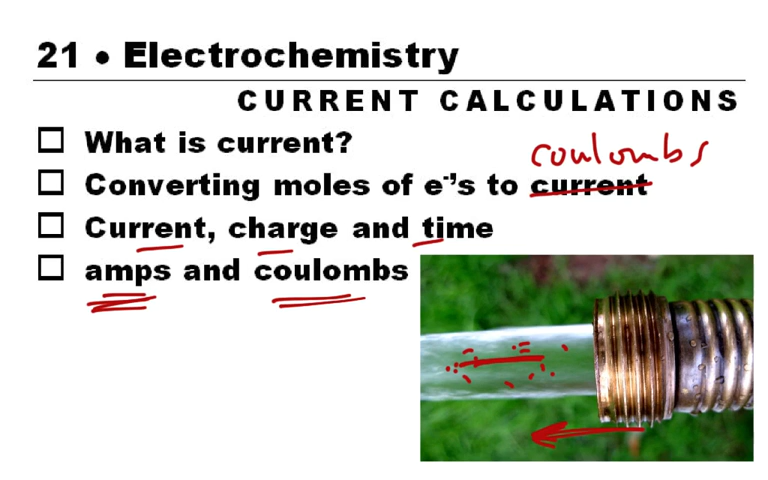 21 • Electrochemistry
CURRENT CALCULATIONS
☐ What is current?
coulombs
☐ Converting moles of e⁻'s to current
☐ Current, charge and time
☐ amps and coulombs